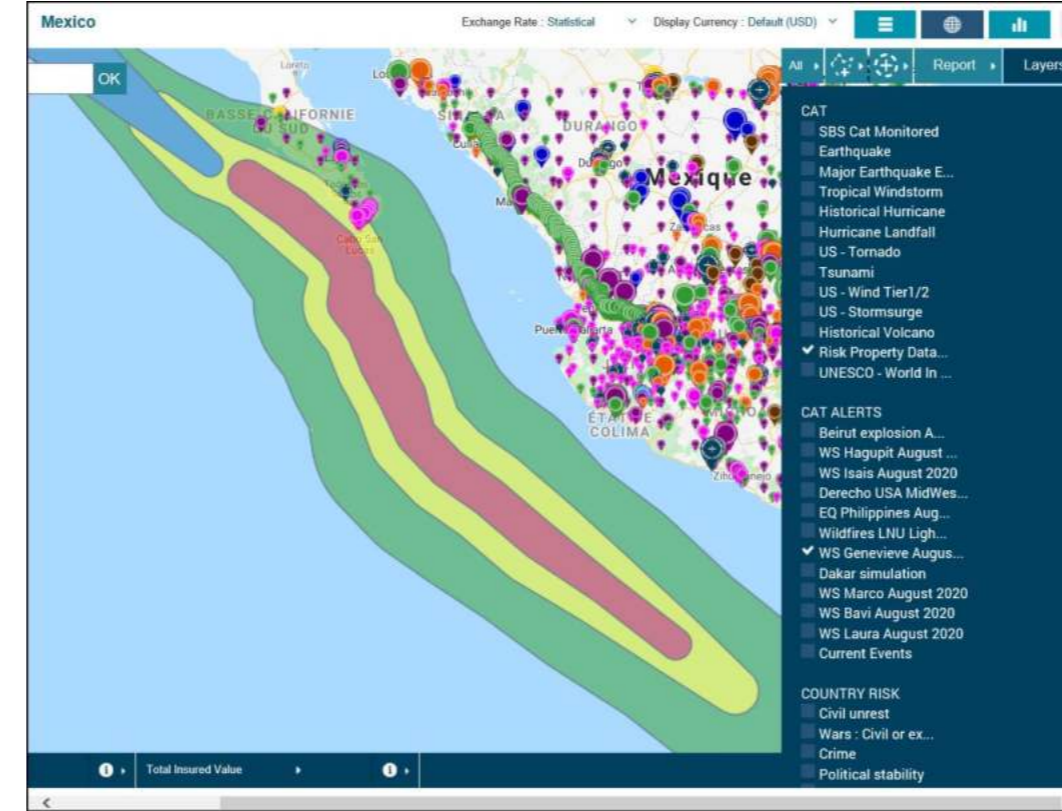 Mexico
Exchange Rate : Statistical
Display Currency : Default (USD)
OK
All
Report
Layers
Loreto
BASSE-CALIFORNIE
DU SUD
DURANGO
Mexique
Cabo San
Lucas
ÉTAT DE
COLIMA
CAT
SBS Cat Monitored
Earthquake
Major Earthquake E...
Tropical Windstorm
Historical Hurricane
Hurricane Landfall
US - Tornado
Tsunami
US - Wind Tier1/2
US - Stormsurge
Historical Volcano
Risk Property Data...
UNESCO - World In ...
CAT ALERTS
Beirut explosion A...
WS Hagupit August ...
WS Isais August 2020
Derecho USA MidWes...
EQ Philippines Aug...
Wildfires LNU Ligh...
WS Genevieve Augus...
Dakar simulation
WS Marco August 2020
WS Bavi August 2020
WS Laura August 2020
Current Events
COUNTRY RISK
Civil unrest
Wars : Civil or ex...
Crime
Political stability
Total Insured Value